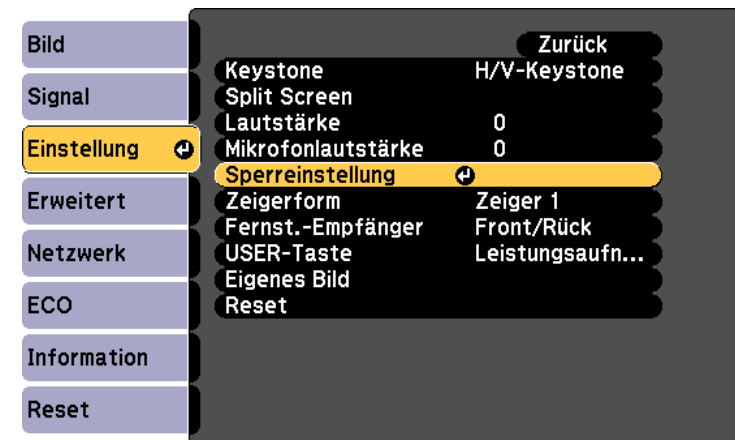 Bild
Signal
Einstellung
Erweitert
Netzwerk
ECO
Information
Reset
Zurück
Keystone H/V-Keystone
Split Screen
Lautstärke 0
Mikrofonlautstärke 0
Sperreinstellung
Zeigerform Zeiger 1
Fernst.-Empfänger Front/Rück
USER-Taste Leistungsaufn...
Eigenes Bild
Reset